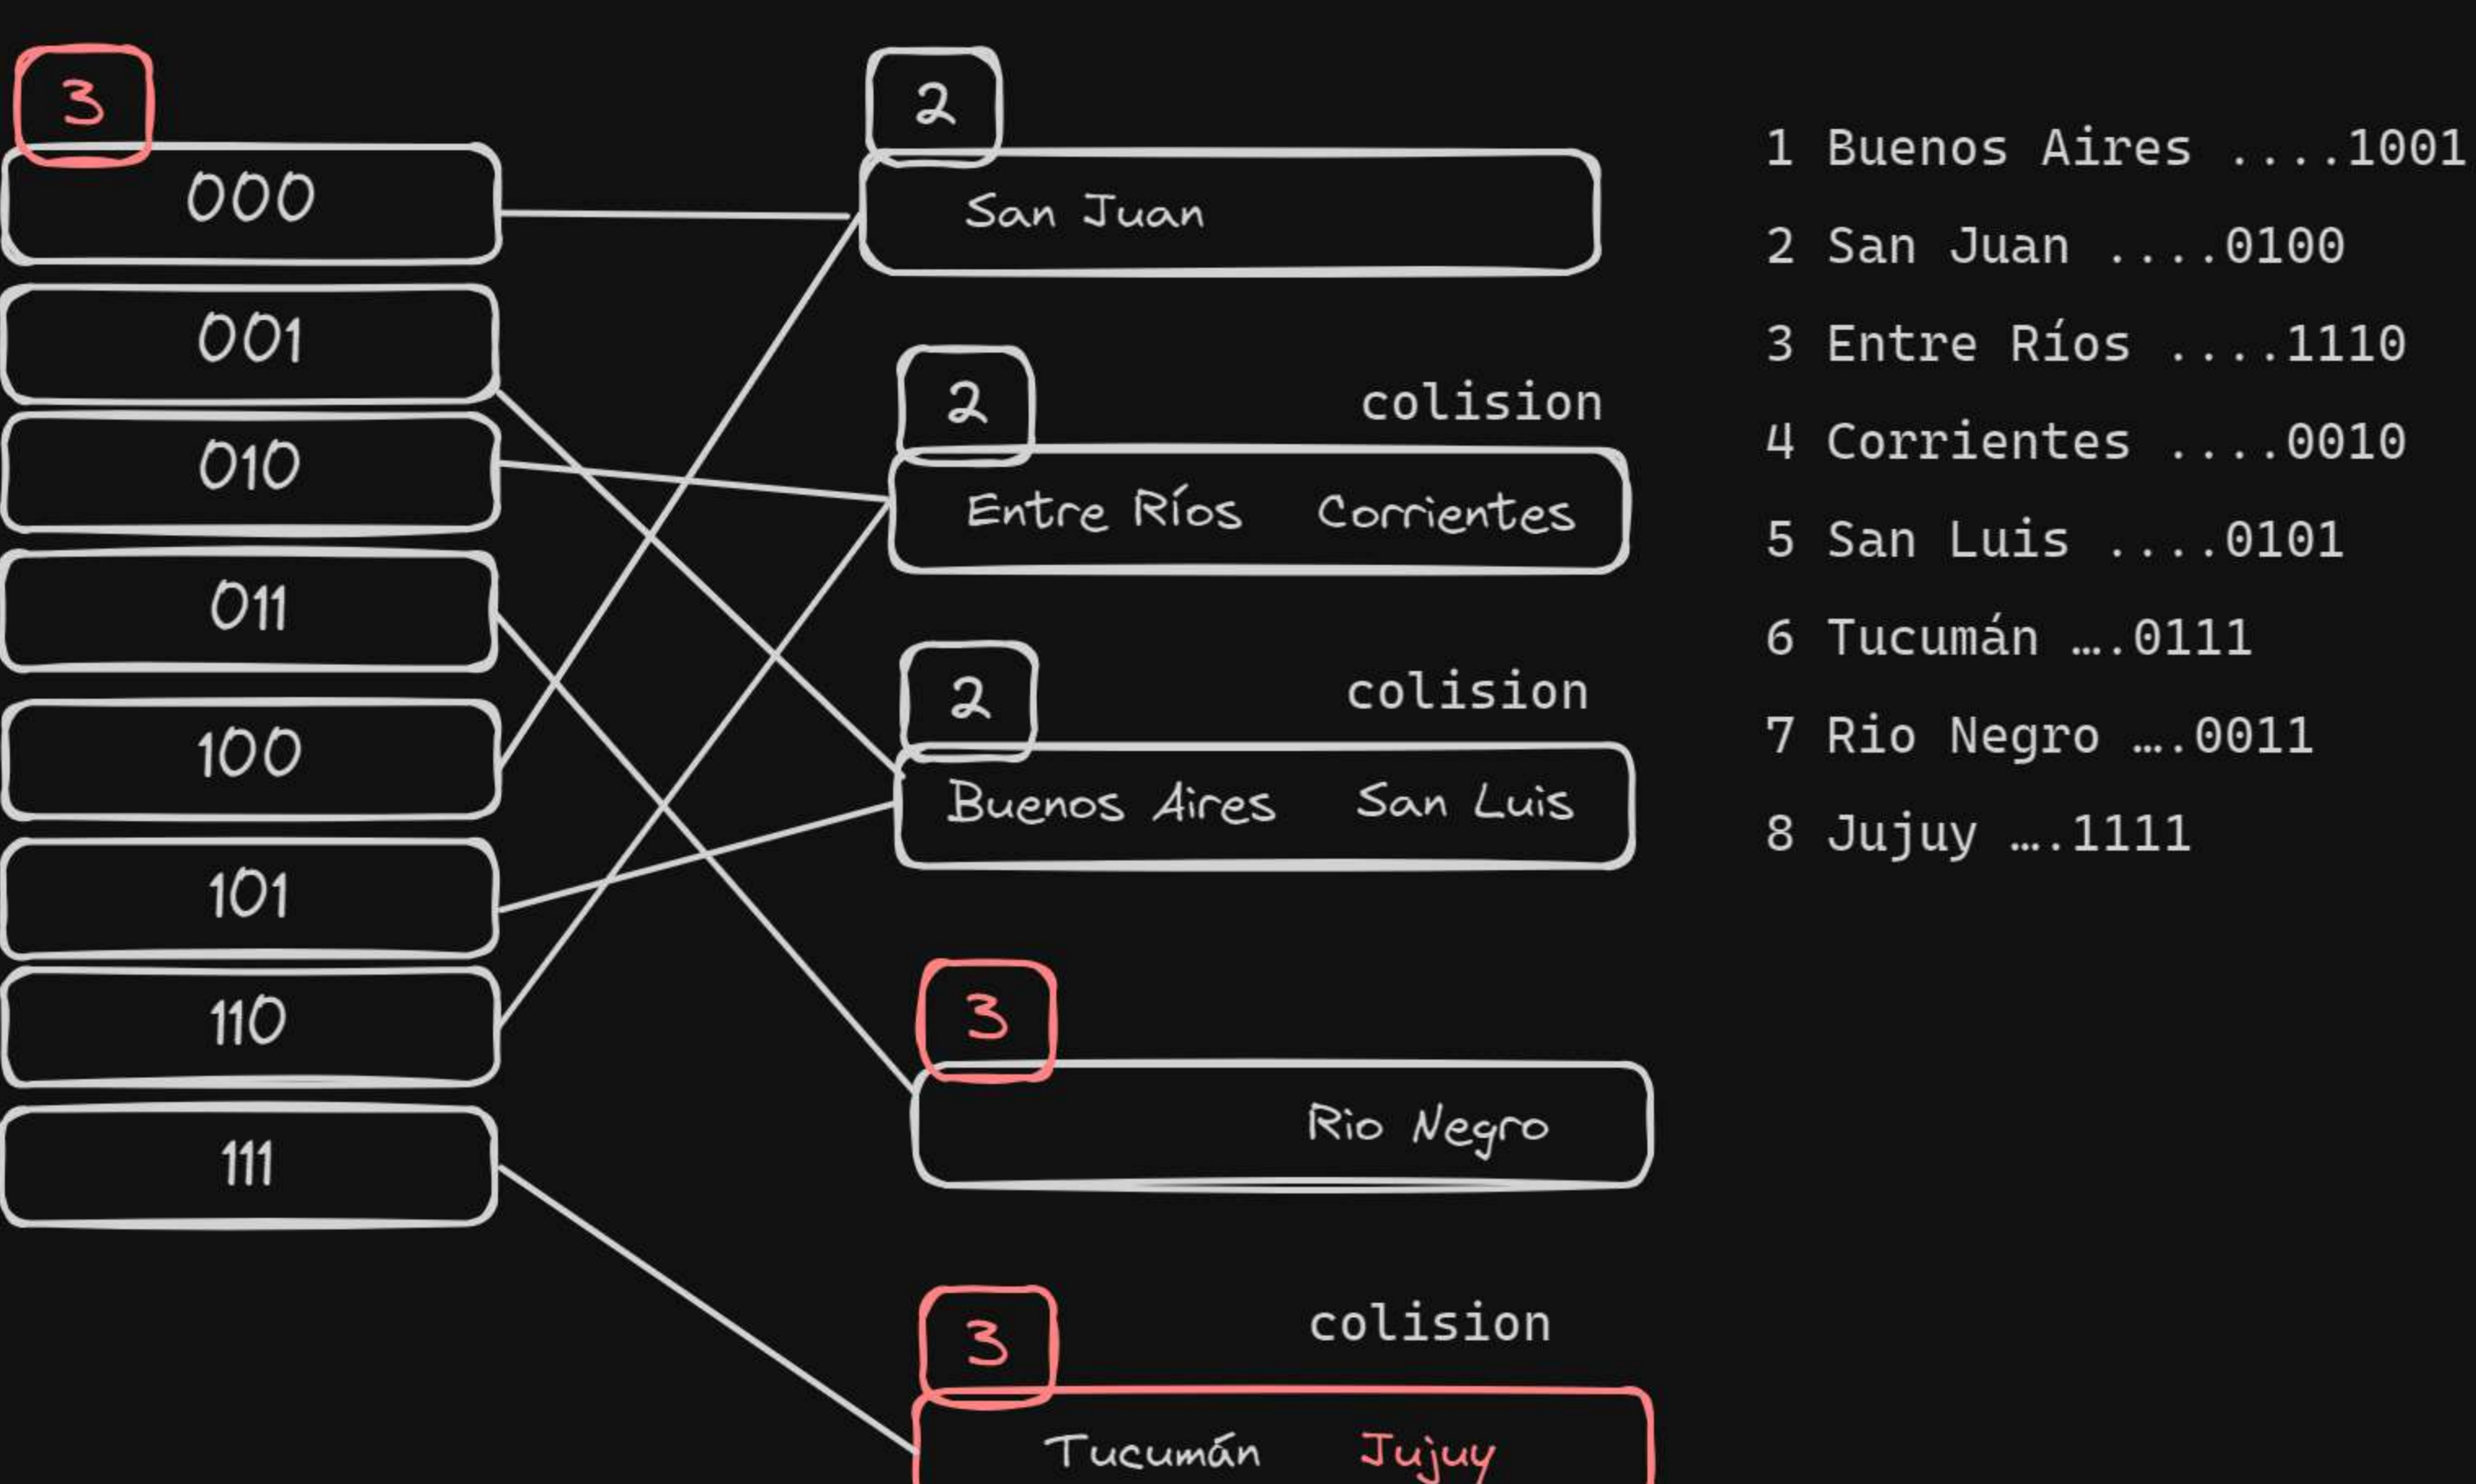 3
000
001
010
011
100
101
110
111
2
San Juan
2
colision
Entre Ríos Corrientes
2
colision
Buenos Aires San Luis
3
Rio Negro
3
colision
Tucumán Jujuy
1 Buenos Aires ....1001
2 San Juan ....0100
3 Entre Ríos ....1110
4 Corrientes ....0010
5 San Luis ....0101
6 Tucumán ….0111
7 Rio Negro ….0011
8 Jujuy ….1111